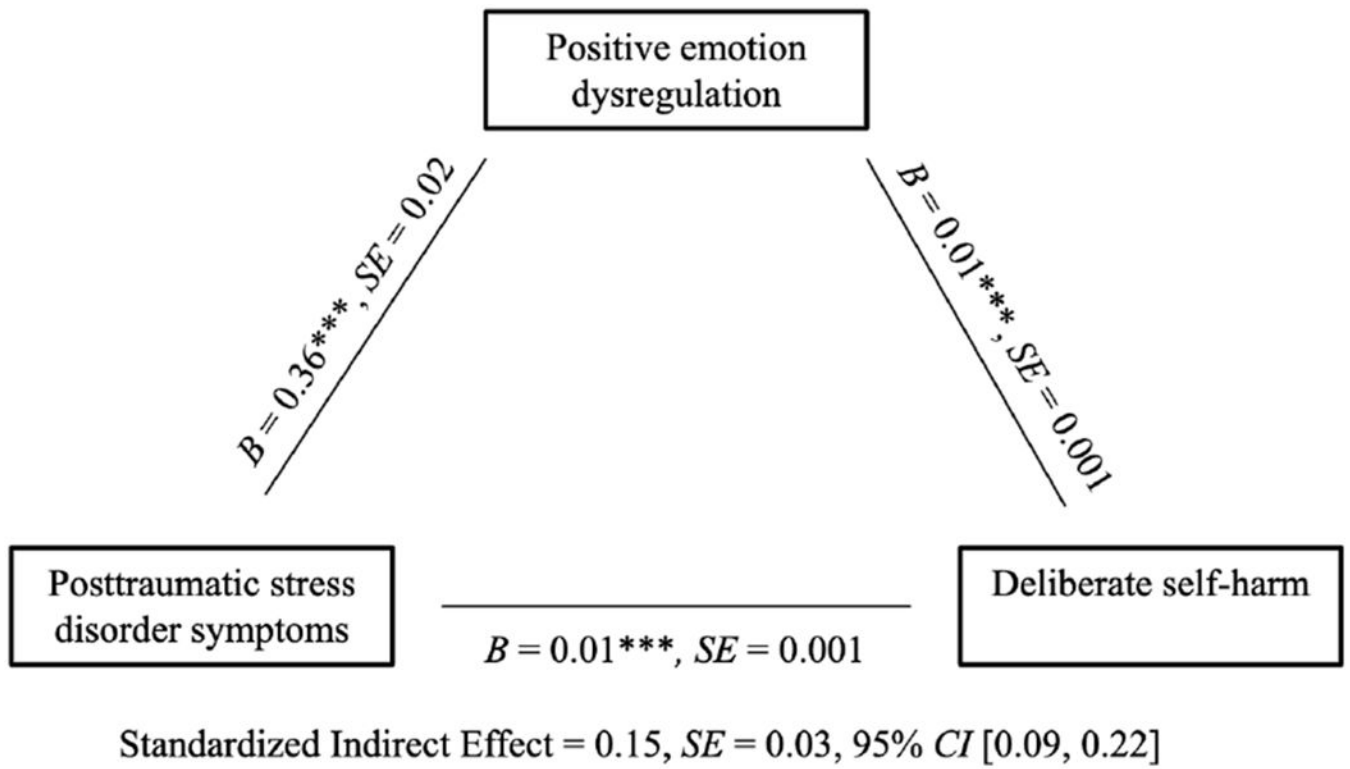 Positive emotion
dysregulation
B = 0.36***, SE = 0.02
B = 0.01***, SE = 0.001
Posttraumatic stress
disorder symptoms
Deliberate self-harm
B = 0.01***, SE = 0.001
Standardized Indirect Effect = 0.15, SE = 0.03, 95% CI [0.09, 0.22]